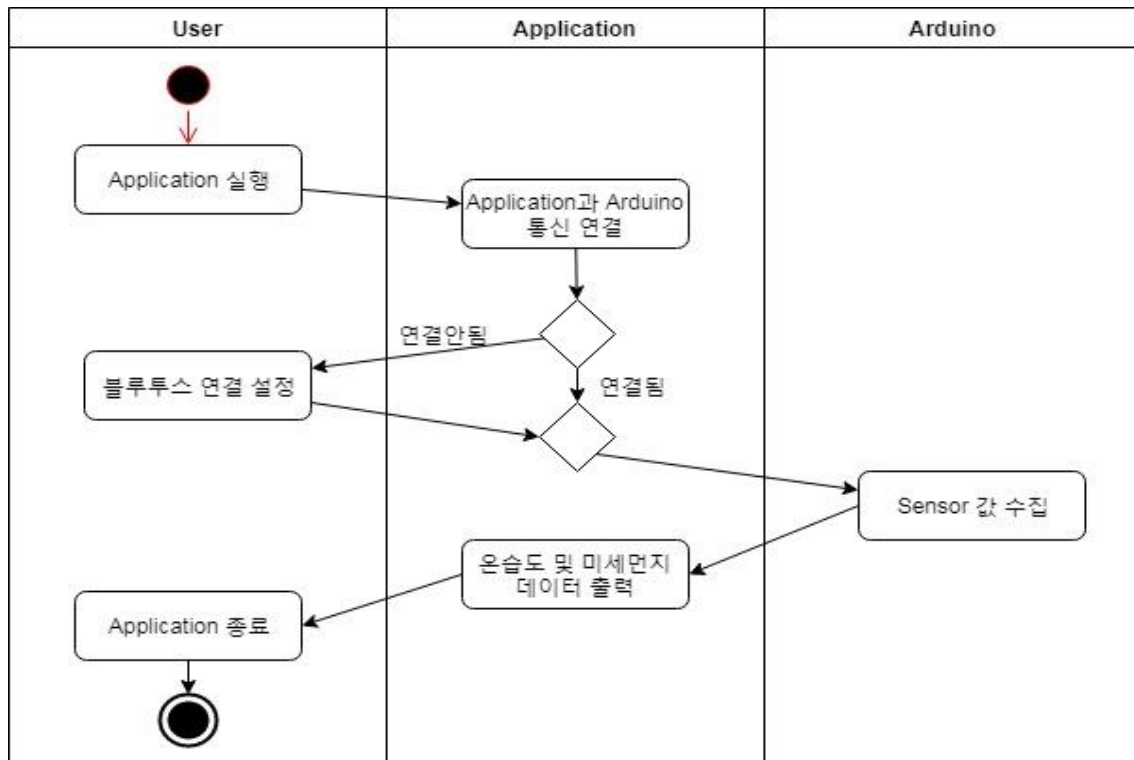 User
Application
Arduino
Application 실행
Application과 Arduino
통신 연결
연결안됨
블루투스 연결 설정
연결됨
Sensor 값 수집
온습도 및 미세먼지
데이터 출력
Application 종료